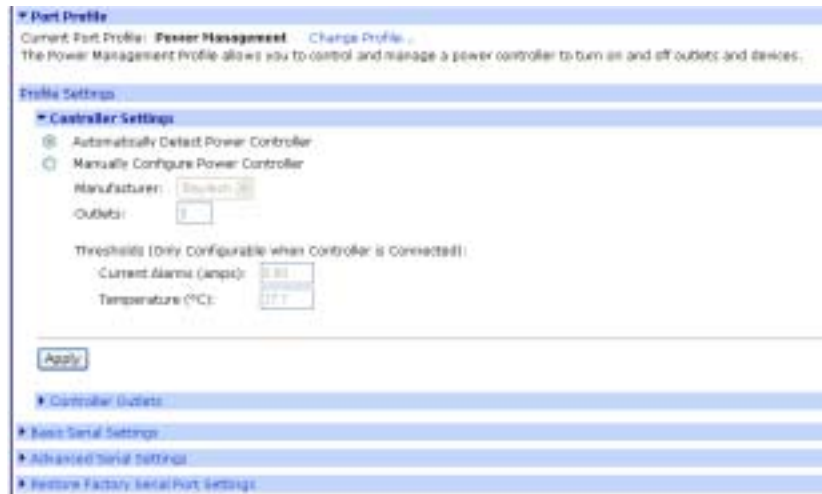 Port Profile
Current Port Profile: Power Management Change Profile...
The Power Management Profile allows you to control and manage a power controller to turn on and off outlets and devices.
Profile Settings
Controller Settings
Automatically Detect Power Controller
Manually Configure Power Controller
Manufacturer:
Outlets:
Thresholds (Only Configurable when Controller is Connected):
Current Alarms (amps):
Temperature (ºC):
Apply
Controller Outlets
Basic Serial Settings
Advanced Serial Settings
Restore Factory Serial Port Settings